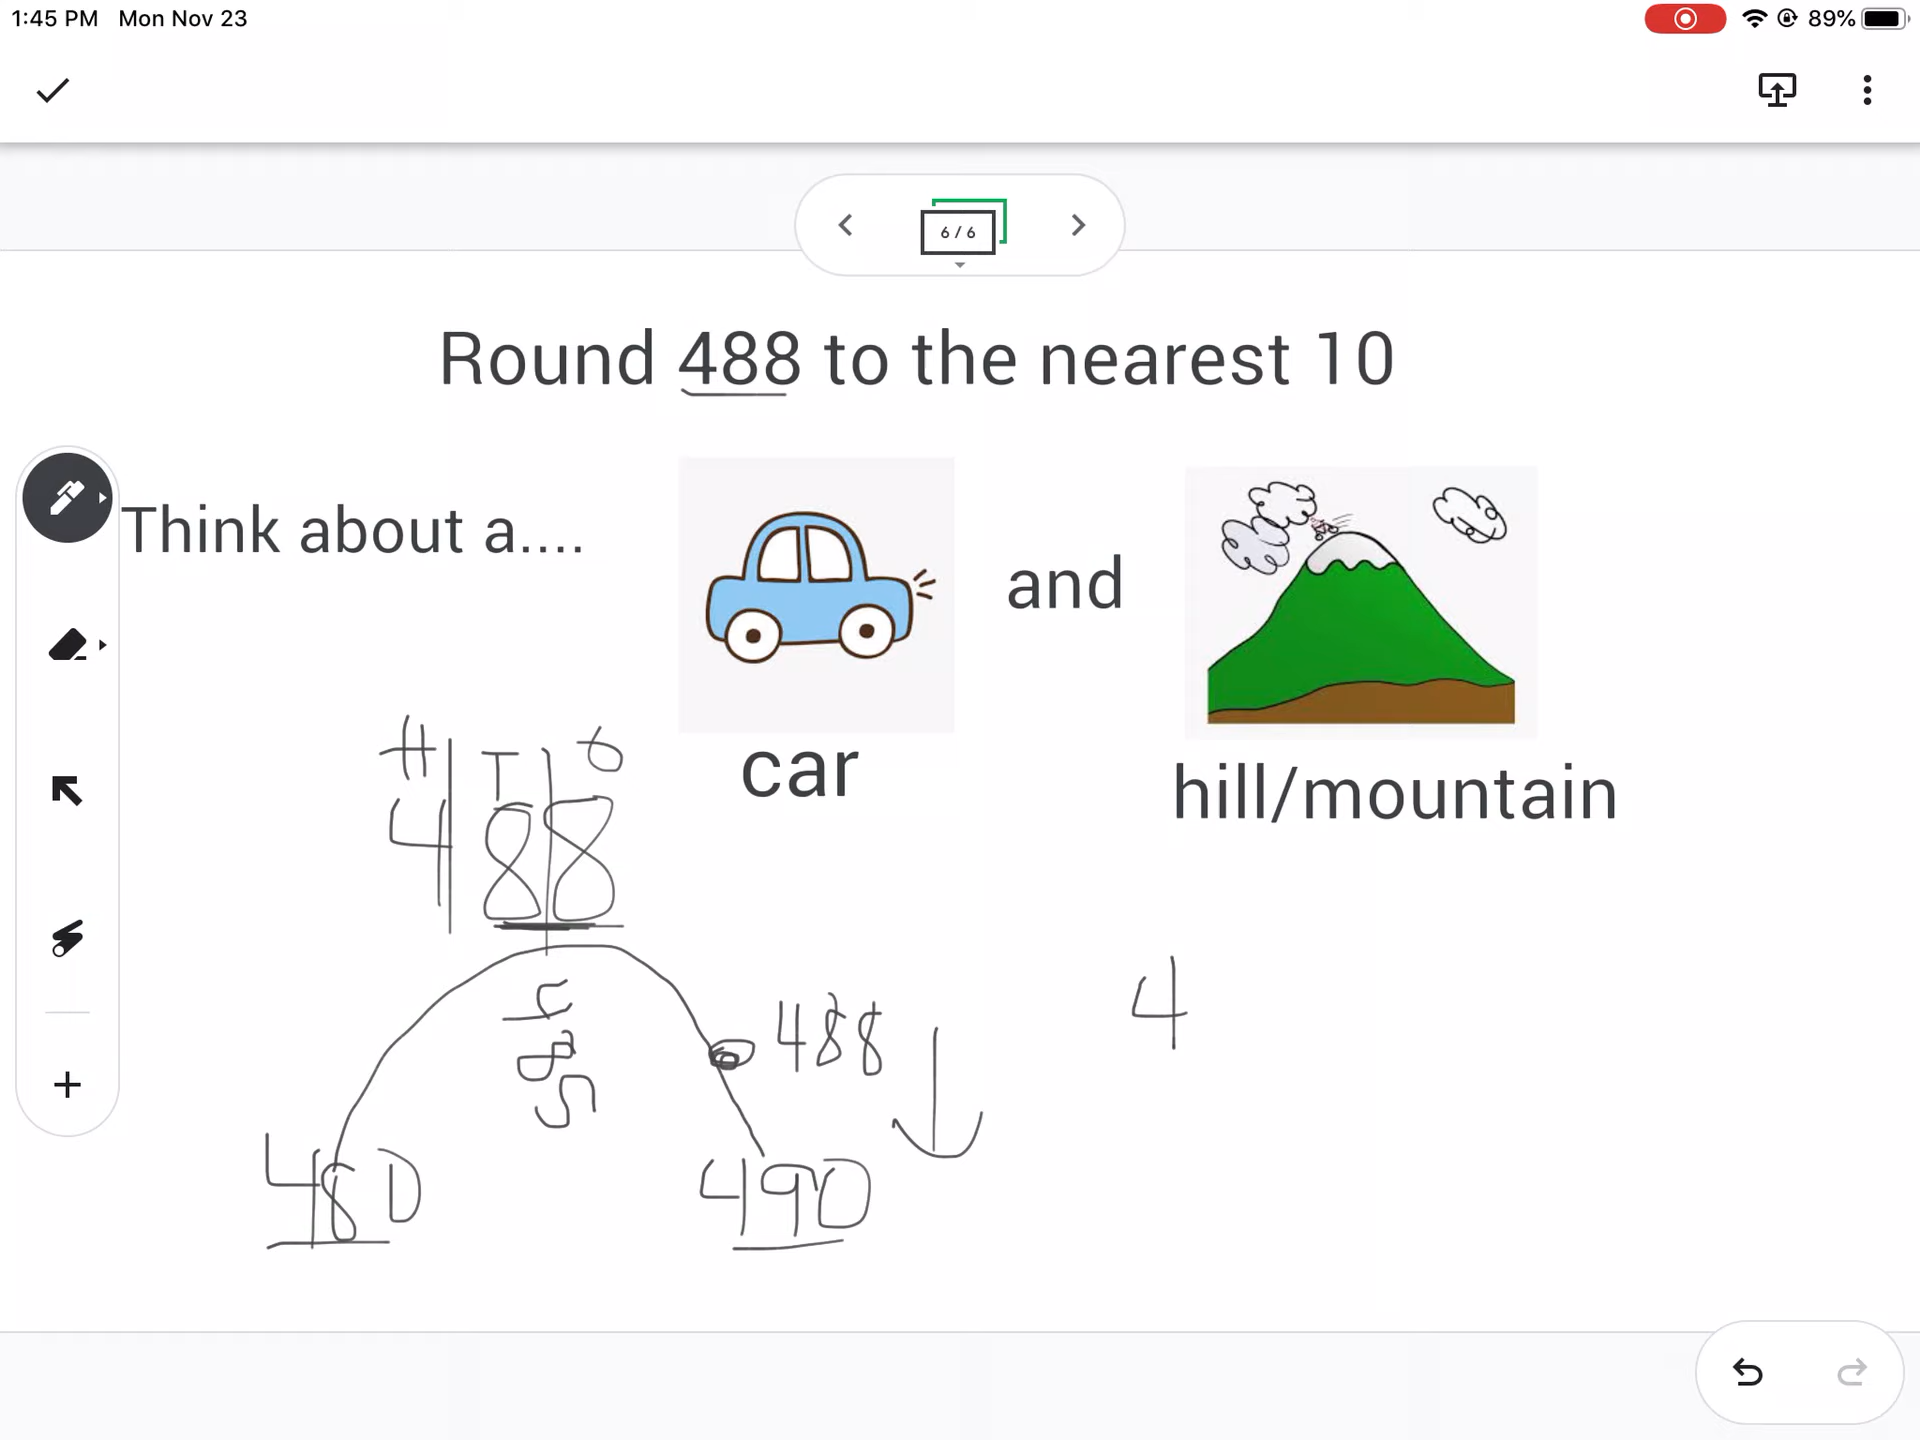 1:45 PM Mon Nov 23
89%
6 / 6
Round 488 to the nearest 10
Think about a....
and
car
hill/mountain
H T O
488
485
488
4
480
490